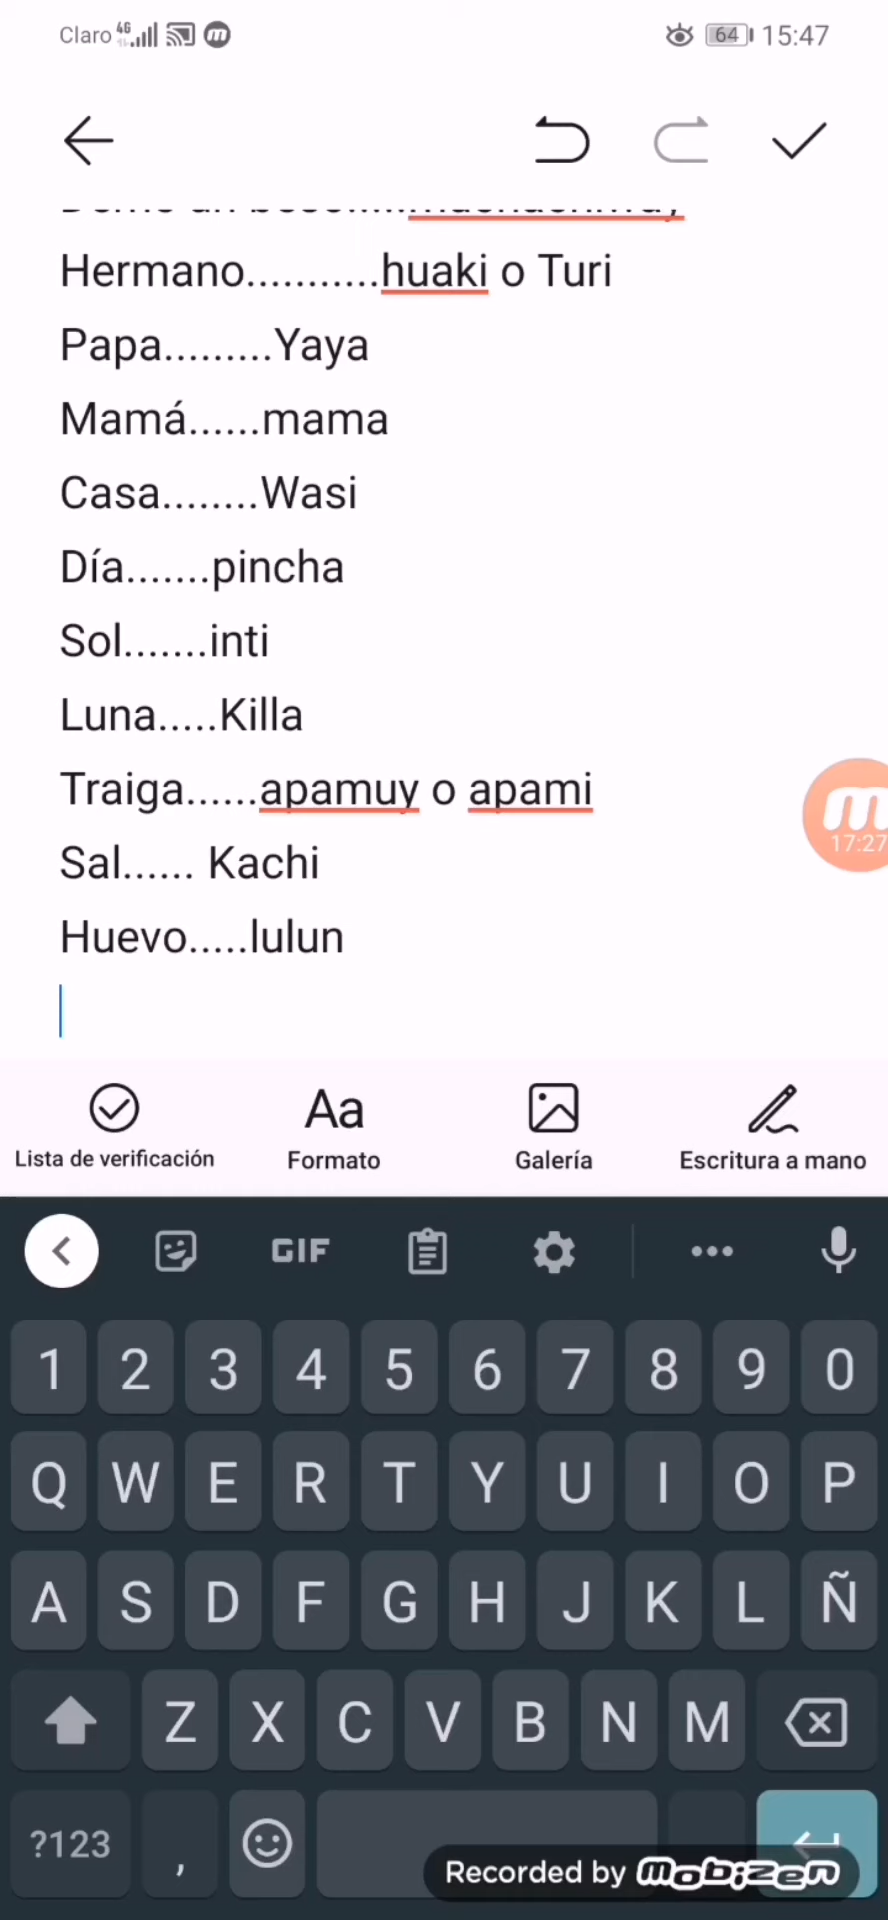 Claro 4G 64 15:47
Hermano...........huaki o Turi
Papa.........Yaya
Mamá......mama
Casa........Wasi
Día.......pincha
Sol.......inti
Luna.....Killa
Traiga......apamuy o apami
17:27
Sal...... Kachi
Huevo.....lulun
Aa
Lista de verificación Formato Galería Escritura a mano
GIF
1 2 3 4 5 6 7 8 9 0
Q W E R T Y U I O P
A S D F G H J K L Ñ
Z X C V B N M
?123 ,
Recorded by mobizen